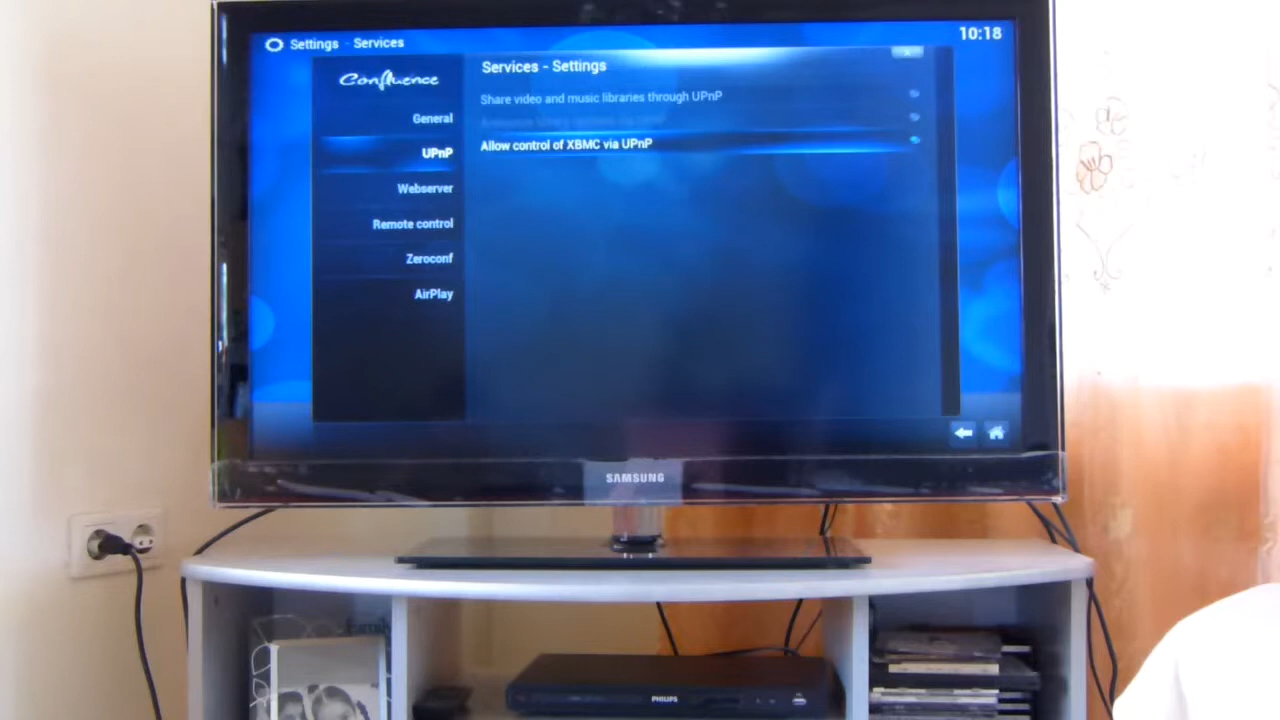 Settings - Services
10:18
Confluence
General
UPnP
Webserver
Remote control
Zeroconf
AirPlay
Services - Settings
Share video and music libraries through UPnP
Allow control of XBMC via UPnP
SAMSUNG
PHILIPS